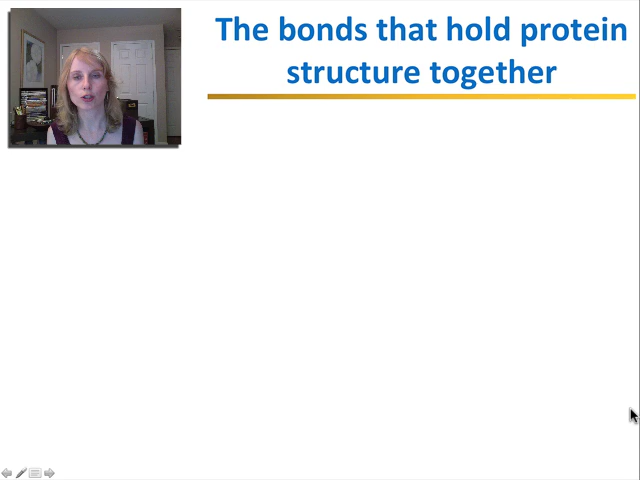 The bonds that hold protein
structure together